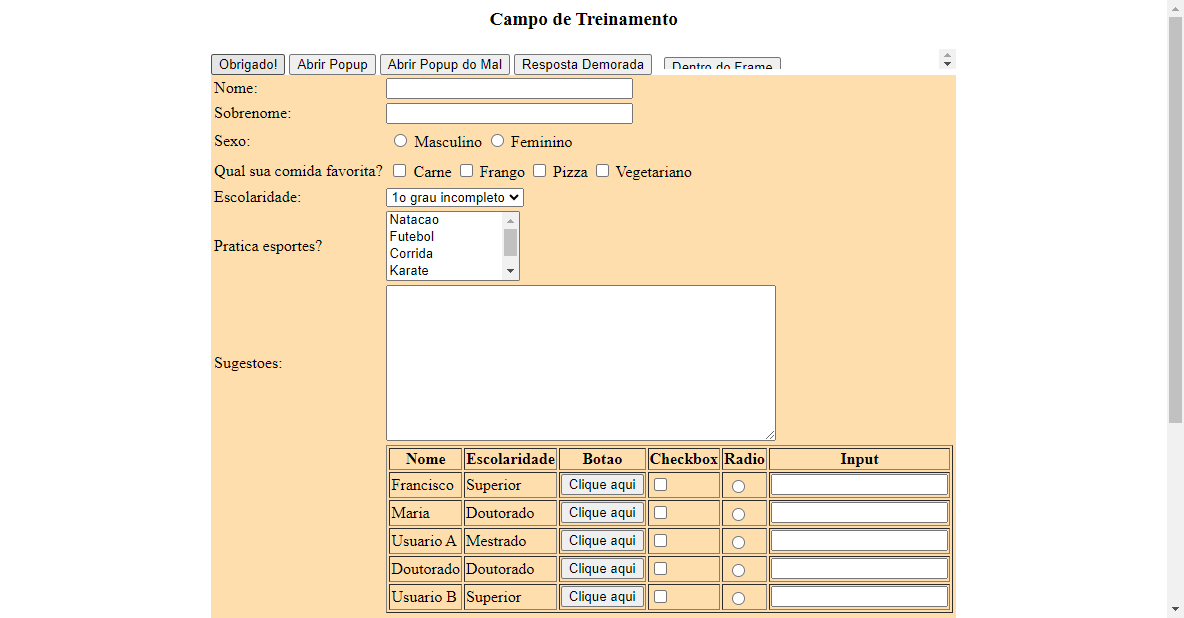 Campo de Treinamento
Obrigado! Abrir Popup Abrir Popup do Mal Resposta Demorada Dentro do Frame
Nome:
Sobrenome:
Sexo: Masculino Feminino
Qual sua comida favorita? Carne Frango Pizza Vegetariano
Escolaridade: 1o grau incompleto
Natacao
Futebol
Pratica esportes?
Corrida
Karate
Sugestoes:
Nome Escolaridade Botao Checkbox Radio Input
Francisco Superior Clique aqui
Maria Doutorado Clique aqui
Usuario A Mestrado Clique aqui
Doutorado Doutorado Clique aqui
Usuario B Superior Clique aqui